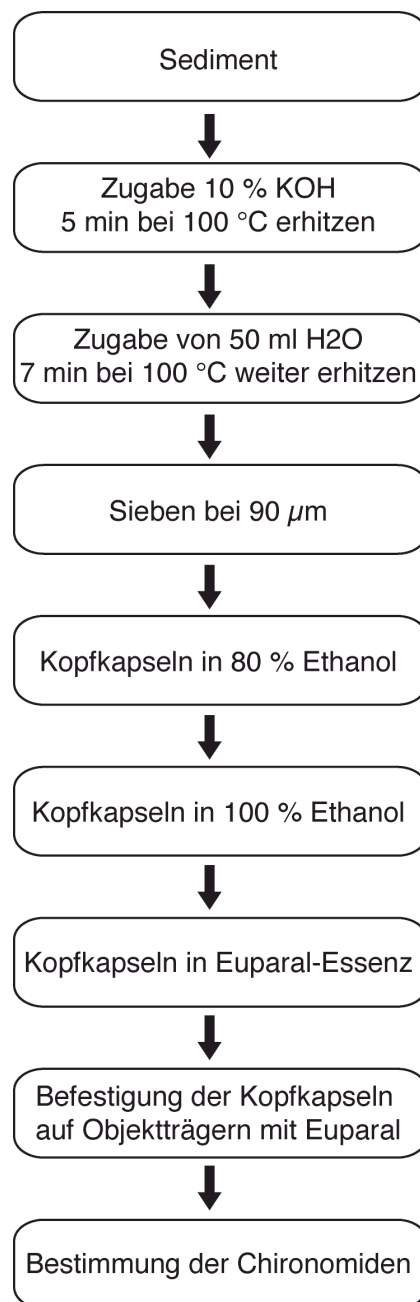 Sediment
Zugabe 10 % KOH
5 min bei 100 °C erhitzen
Zugabe von 50 ml H2O
7 min bei 100 °C weiter erhitzen
Sieben bei 90 µm
Kopfkapseln in 80 % Ethanol
Kopfkapseln in 100 % Ethanol
Kopfkapseln in Euparal-Essenz
Befestigung der Kopfkapseln
auf Objektträgern mit Euparal
Bestimmung der Chironomiden